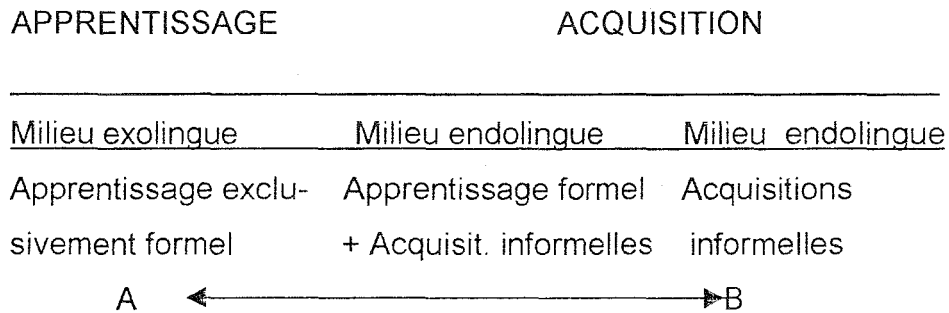 APPRENTISSAGE ACQUISITION
Milieu exolingue Milieu endolingue Milieu endolingue
Apprentissage exclu- Apprentissage formel Acquisitions
sivement formel + Acquisit. informelles informelles
A B